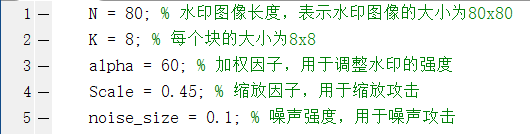 1 — N = 80; % 水印图像长度，表示水印图像的大小为80x80
2 — K = 8; % 每个块的大小为8x8
3 — alpha = 60; % 加权因子，用于调整水印的强度
4 — Scale = 0.45; % 缩放因子，用于缩放攻击
5 — noise_size = 0.1; % 噪声强度，用于噪声攻击